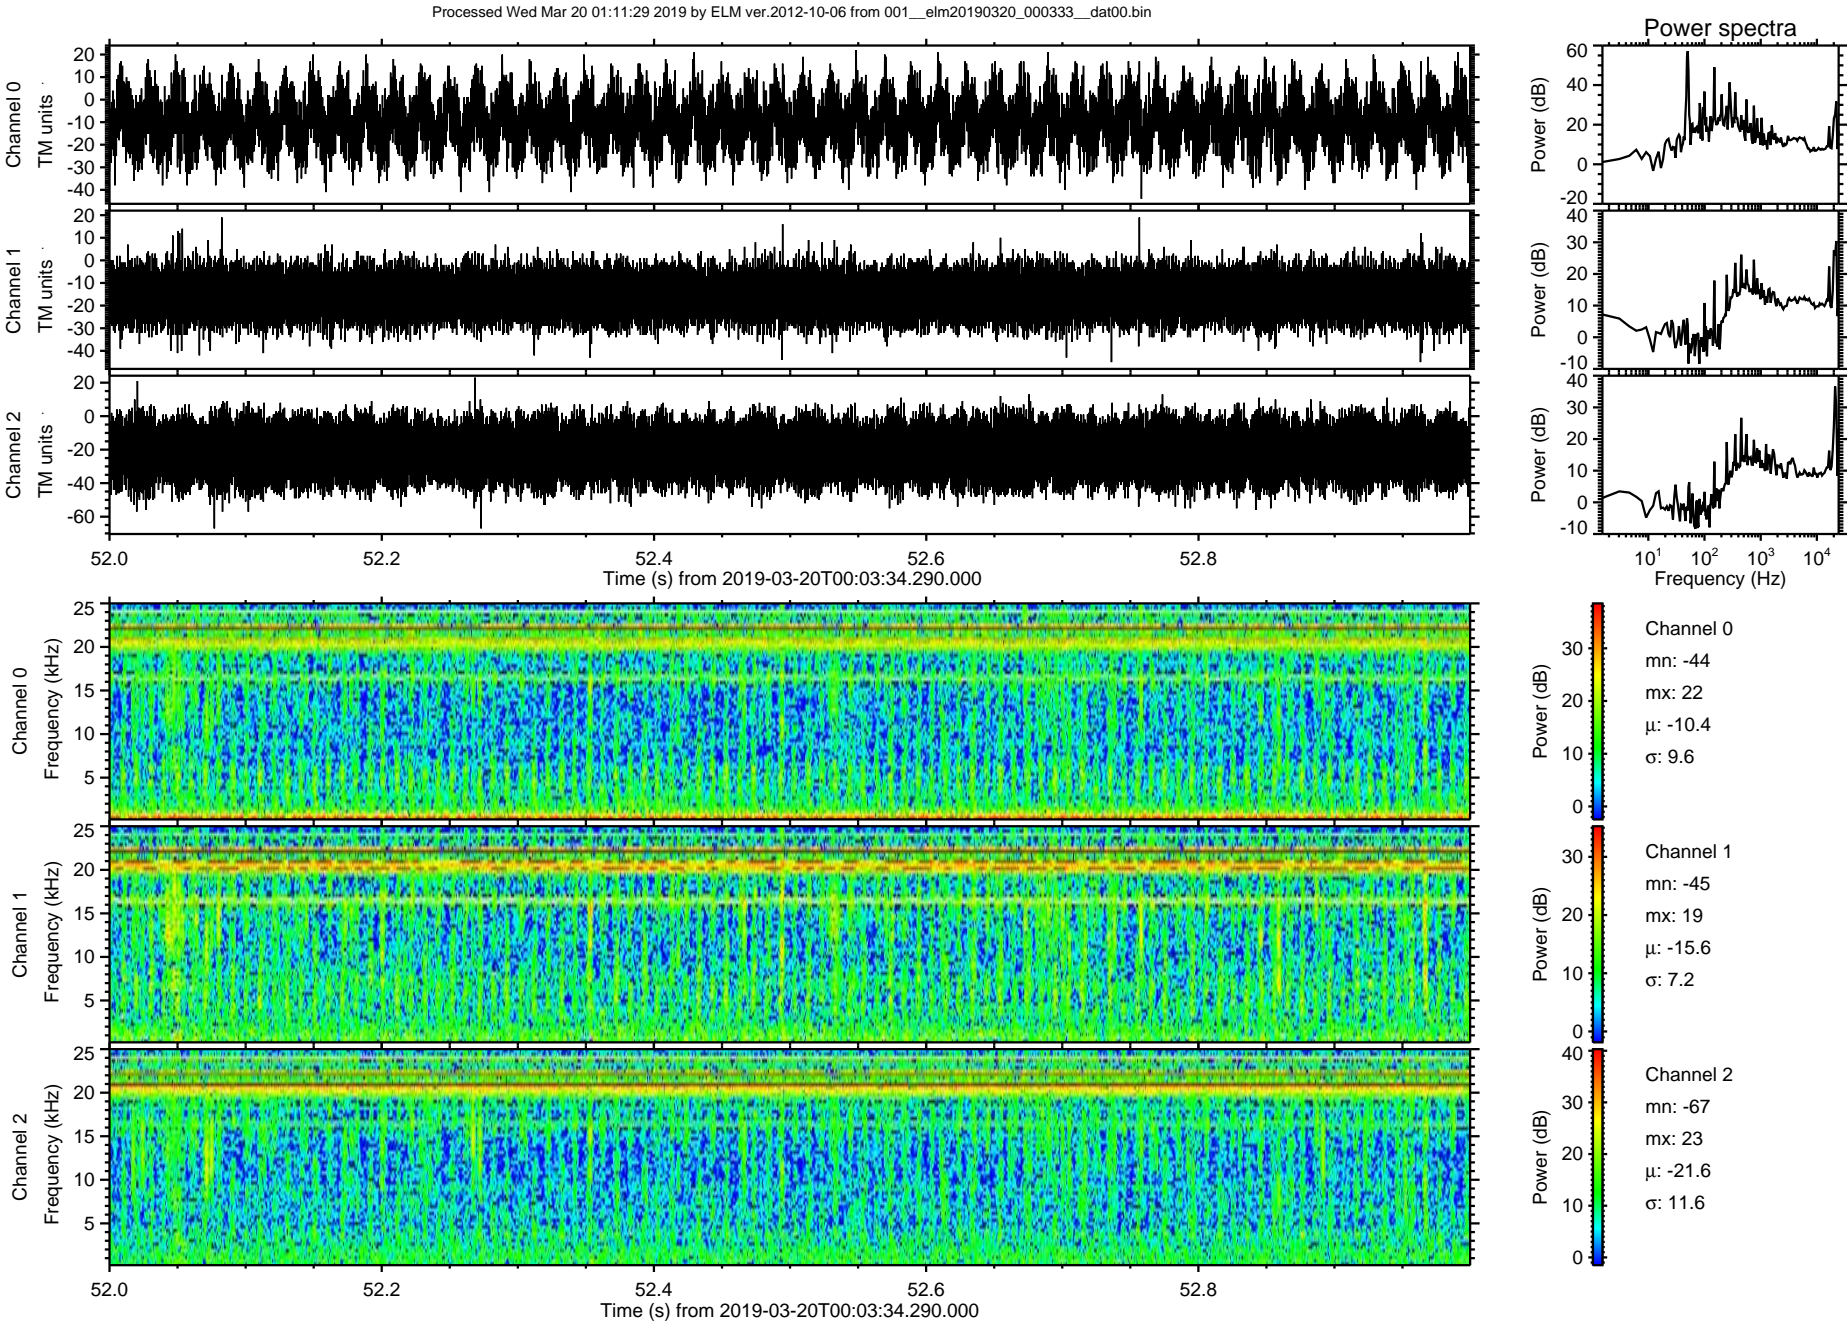 Processed Wed Mar 20 01:11:29 2019 by ELM ver.2012-10-06 from 001__elm20190320_000333__dat00.bin
Power spectra
Channel 0
TM units
20
10
0
-10
-20
-30
-40
Power (dB)
60
40
20
0
-20
Channel 1
TM units
20
10
0
-10
-20
-30
-40
Power (dB)
40
30
20
10
0
-10
Channel 2
TM units
20
0
-20
-40
-60
Power (dB)
40
30
20
10
0
-10
52.0 52.2 52.4 52.6 52.8
Time (s) from 2019-03-20T00:03:34.290.000
10^1 10^2 10^3 10^4
Frequency (Hz)
Channel 0
Frequency (kHz)
25
20
15
10
5
Power (dB)
30
20
10
0
Channel 0
mn: -44
mx: 22
μ: -10.4
σ: 9.6
Channel 1
Frequency (kHz)
25
20
15
10
5
Power (dB)
30
20
10
0
Channel 1
mn: -45
mx: 19
μ: -15.6
σ: 7.2
Channel 2
Frequency (kHz)
25
20
15
10
5
Power (dB)
40
30
20
10
0
Channel 2
mn: -67
mx: 23
μ: -21.6
σ: 11.6
52.0 52.2 52.4 52.6 52.8
Time (s) from 2019-03-20T00:03:34.290.000